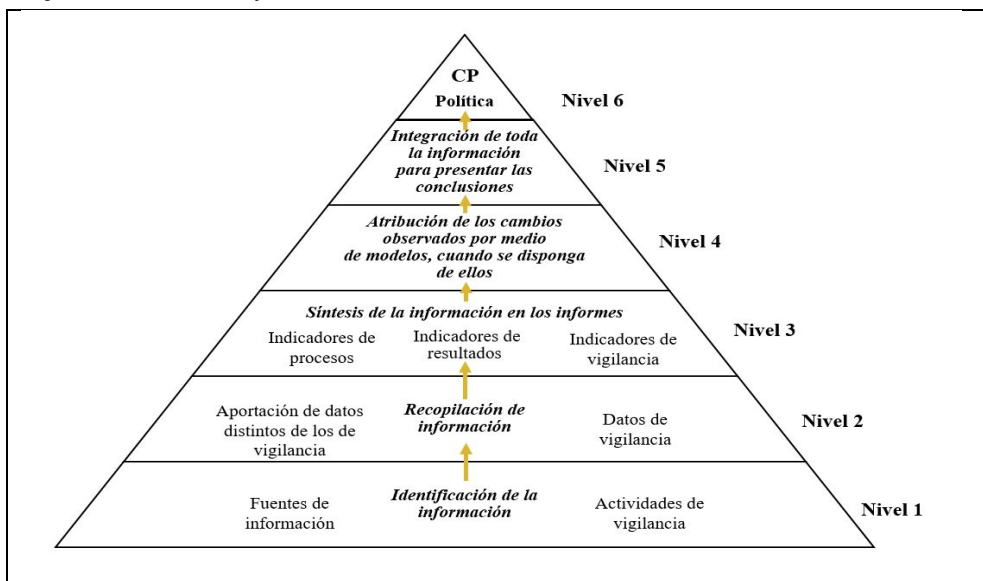 CP
Política
Nivel 6
Integración de toda
la información
para presentar las
conclusiones
Nivel 5
Atribución de los cambios
observados por medio
de modelos, cuando se disponga
de ellos
Nivel 4
Síntesis de la información en los informes
Indicadores de
procesos
Indicadores de
resultados
Indicadores de
vigilancia
Nivel 3
Aportación de datos
distintos de los de
vigilancia
Recopilación de
información
Datos de
vigilancia
Nivel 2
Fuentes de
información
Identificación de la
información
Actividades de
vigilancia
Nivel 1